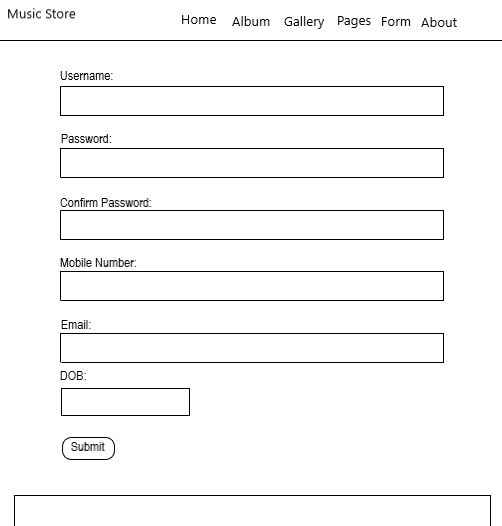 Music Store
Home Album Gallery Pages Form About
Username:
Password:
Confirm Password:
Mobile Number:
Email:
DOB:
Submit